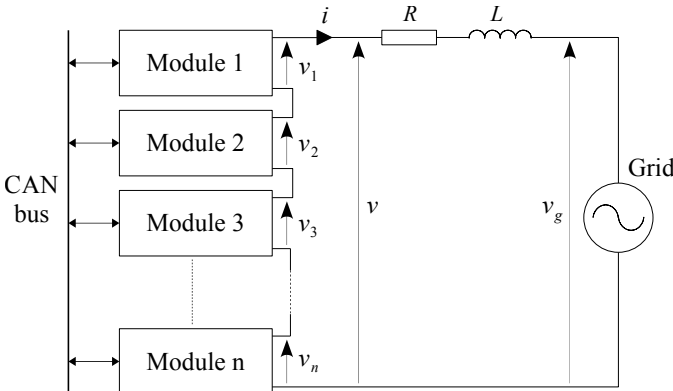 i
R
L
Module 1
v1
Module 2
v2
CAN
bus
Grid
Module 3
v3
v
vg
Module n
vn